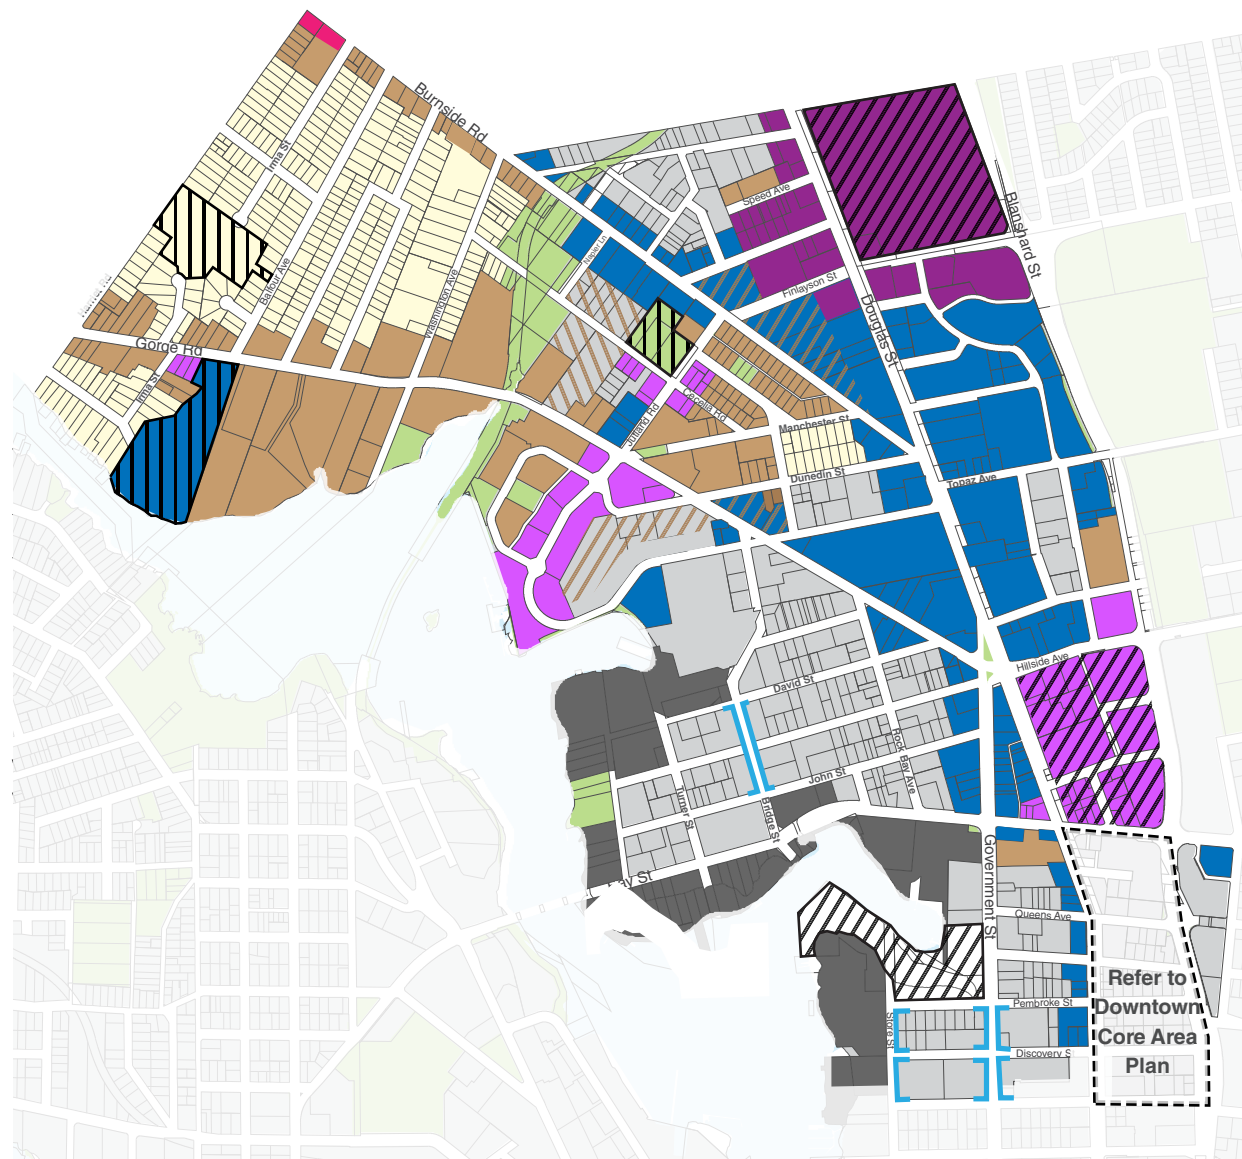 Burnside Rd
Irma St
Speed Ave
Blanshard St
Napier Ln
Balfour Ave
Washington Ave
Finlayson St
Douglas St
Gorge Rd
Irma St
Cecelia Rd
Jutland Rd
Manchester St
Dunedin St
Topaz Ave
Hillside Ave
David St
Rock Bay Ave
John St
Turner St
Bridge St
Government St
ay St
Queens Ave
Refer to
Downtown
Core Area
Plan
Pembroke St
Store St
Discovery S